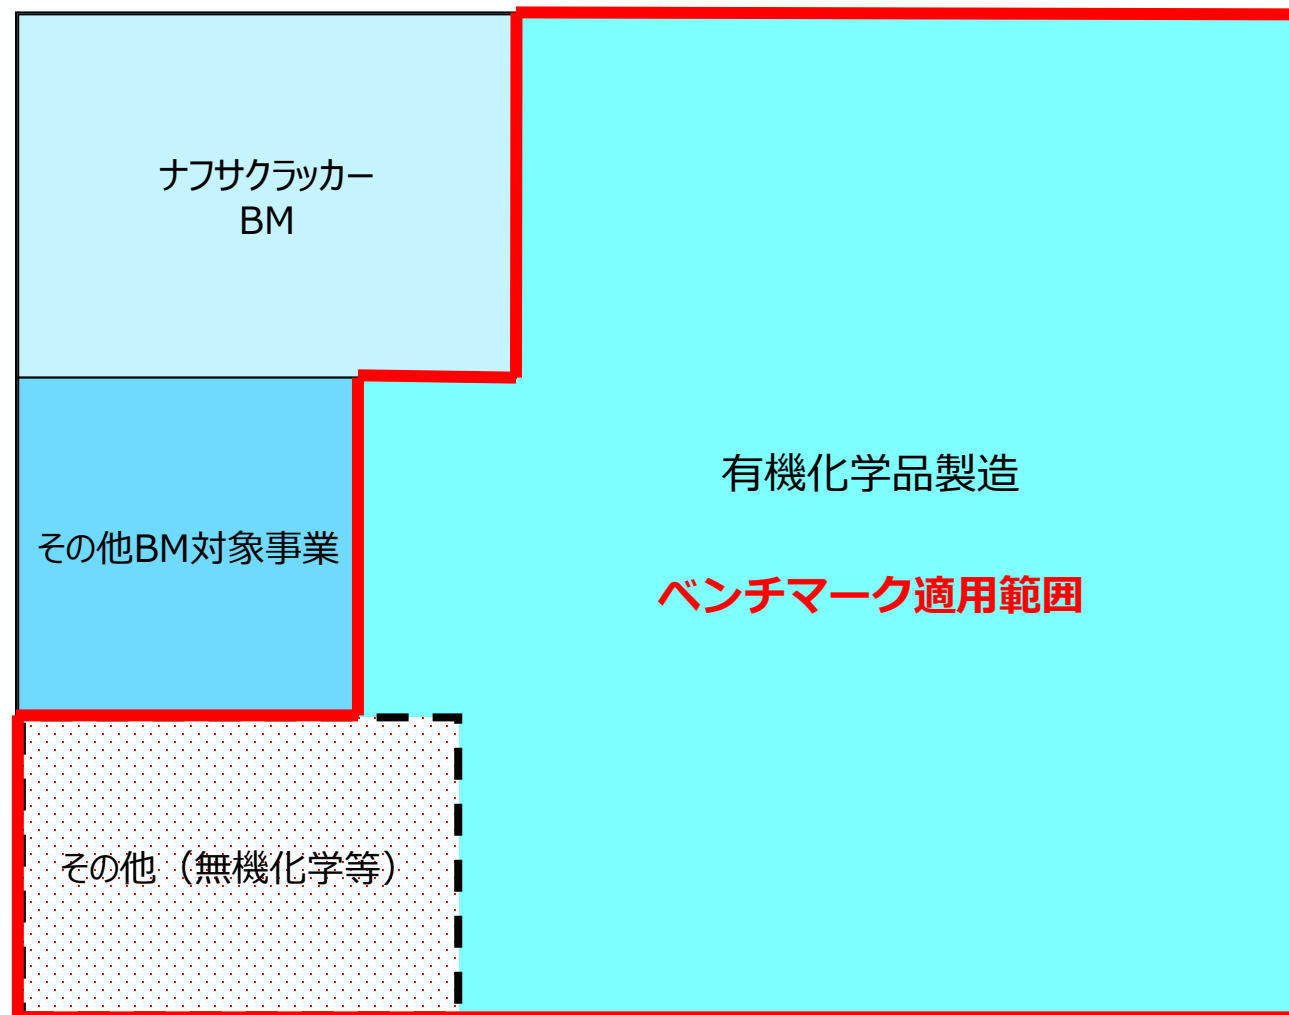 ナフサクラッカー
BM
有機化学品製造
その他BM対象事業
ベンチマーク適用範囲
その他（無機化学等）